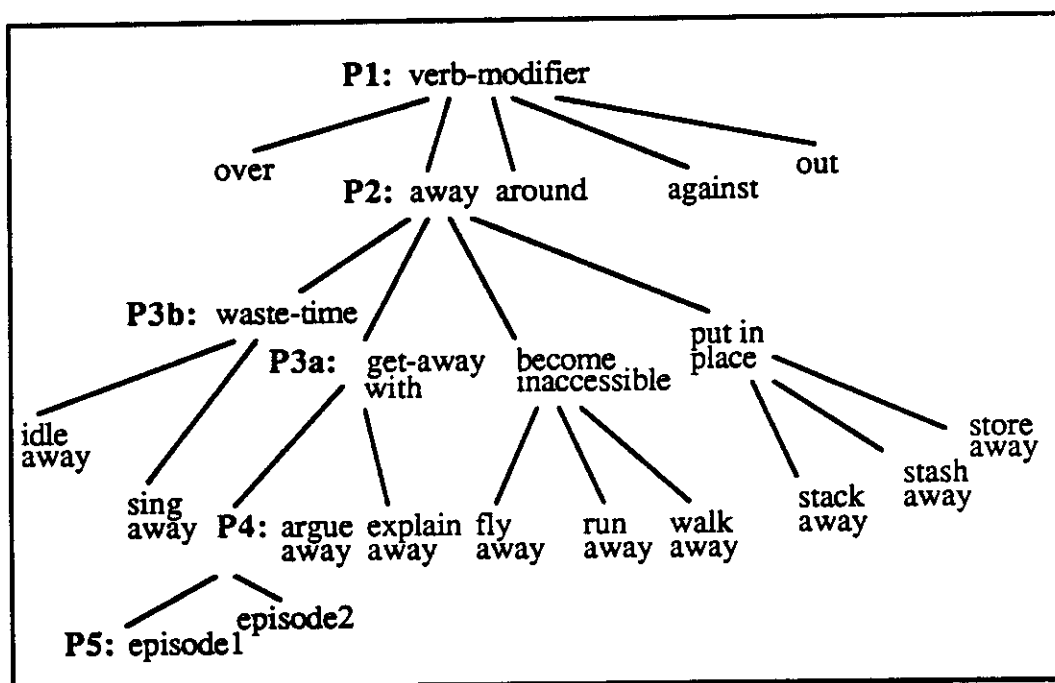 P1: verb-modifier
over
out
P2: away around
against
P3b: waste-time
P3a: get-away
with
become
inaccessible
put in
place
idle
away
sing
away
P4: argue
away
explain
away
fly
away
run
away
walk
away
stack
away
stash
away
store
away
P5: episode1
episode2